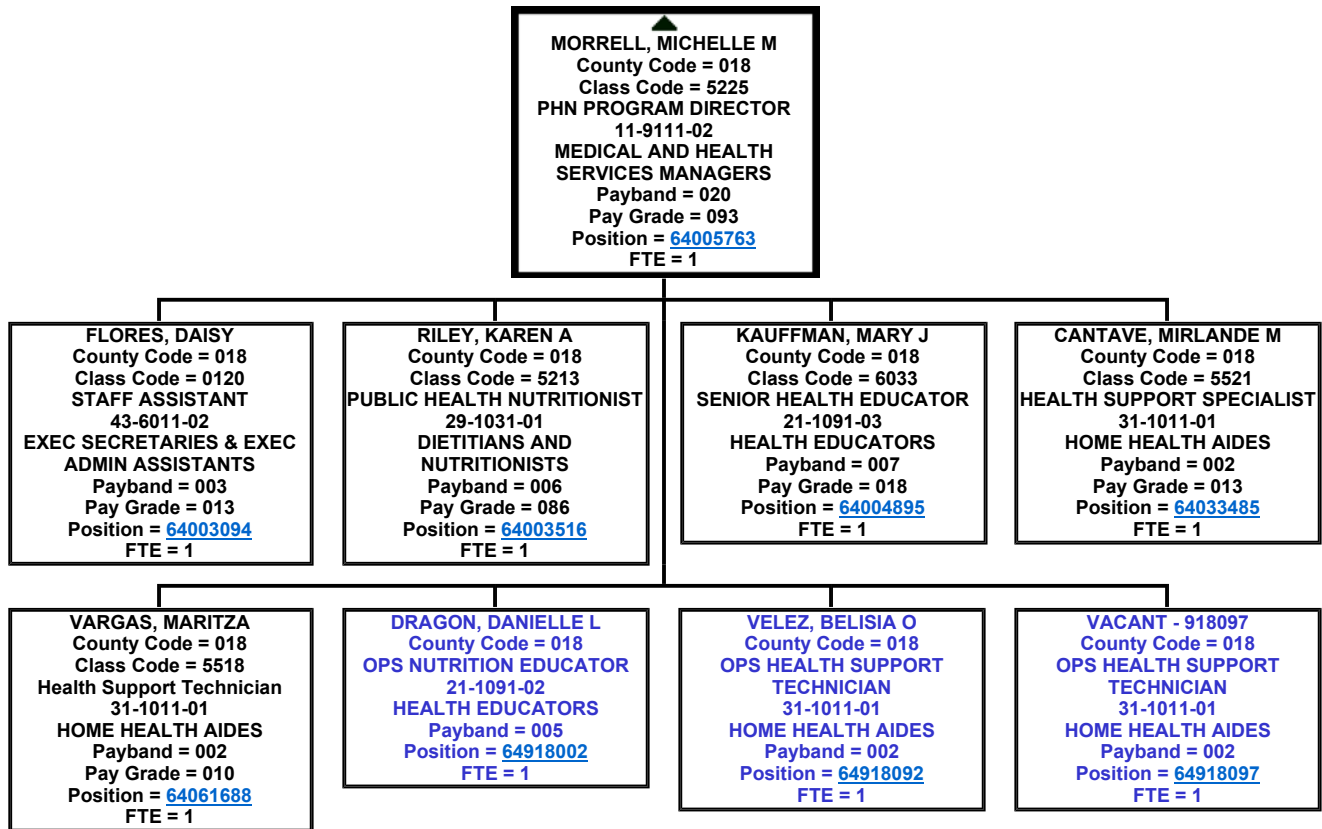 MORRELL, MICHELLE M
County Code = 018
Class Code = 5225
PHN PROGRAM DIRECTOR
11-9111-02
MEDICAL AND HEALTH
SERVICES MANAGERS
Payband = 020
Pay Grade = 093
Position = 64005763
FTE = 1
FLORES, DAISY
County Code = 018
Class Code = 0120
STAFF ASSISTANT
43-6011-02
EXEC SECRETARIES & EXEC
ADMIN ASSISTANTS
Payband = 003
Pay Grade = 013
Position = 64003094
FTE = 1
RILEY, KAREN A
County Code = 018
Class Code = 5213
PUBLIC HEALTH NUTRITIONIST
29-1031-01
DIETITIANS AND
NUTRITIONISTS
Payband = 006
Pay Grade = 086
Position = 64003516
FTE = 1
KAUFFMAN, MARY J
County Code = 018
Class Code = 6033
SENIOR HEALTH EDUCATOR
21-1091-03
HEALTH EDUCATORS
Payband = 007
Pay Grade = 018
Position = 64004895
FTE = 1
CANTAVE, MIRLANDE M
County Code = 018
Class Code = 5521
HEALTH SUPPORT SPECIALIST
31-1011-01
HOME HEALTH AIDES
Payband = 002
Pay Grade = 013
Position = 64033485
FTE = 1
VARGAS, MARITZA
County Code = 018
Class Code = 5518
Health Support Technician
31-1011-01
HOME HEALTH AIDES
Payband = 002
Pay Grade = 010
Position = 64061688
FTE = 1
DRAGON, DANIELLE L
County Code = 018
OPS NUTRITION EDUCATOR
21-1091-02
HEALTH EDUCATORS
Payband = 005
Position = 64918002
FTE = 1
VELEZ, BELISIA O
County Code = 018
OPS HEALTH SUPPORT
TECHNICIAN
31-1011-01
HOME HEALTH AIDES
Payband = 002
Position = 64918092
FTE = 1
VACANT - 918097
County Code = 018
OPS HEALTH SUPPORT
TECHNICIAN
31-1011-01
HOME HEALTH AIDES
Payband = 002
Position = 64918097
FTE = 1